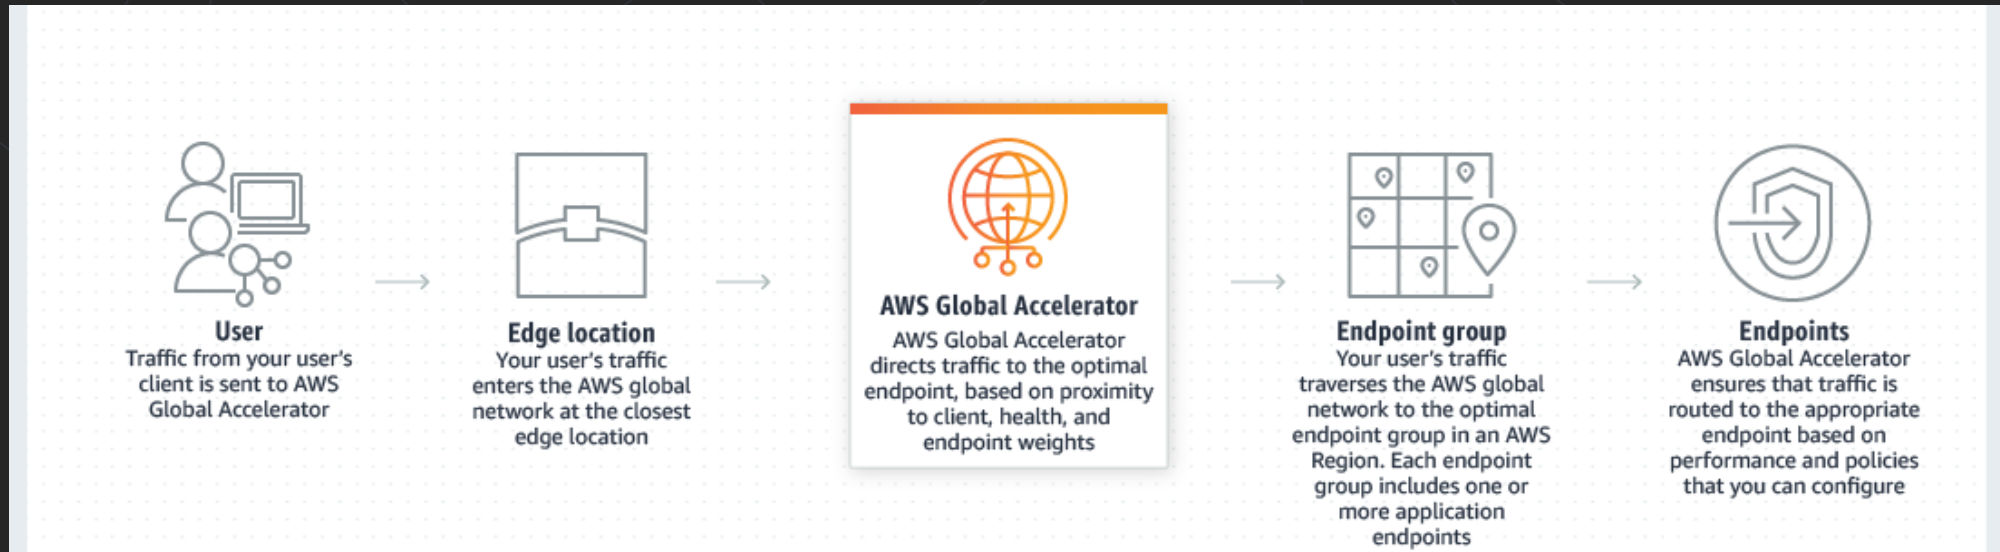 User
Traffic from your user's
client is sent to AWS
Global Accelerator
Edge location
Your user's traffic
enters the AWS global
network at the closest
edge location
AWS Global Accelerator
AWS Global Accelerator
directs traffic to the optimal
endpoint, based on proximity
to client, health, and
endpoint weights
Endpoint group
Your user's traffic
traverses the AWS global
network to the optimal
endpoint group in an AWS
Region. Each endpoint
group includes one or
more application
endpoints
Endpoints
AWS Global Accelerator
ensures that traffic is
routed to the appropriate
endpoint based on
performance and policies
that you can configure